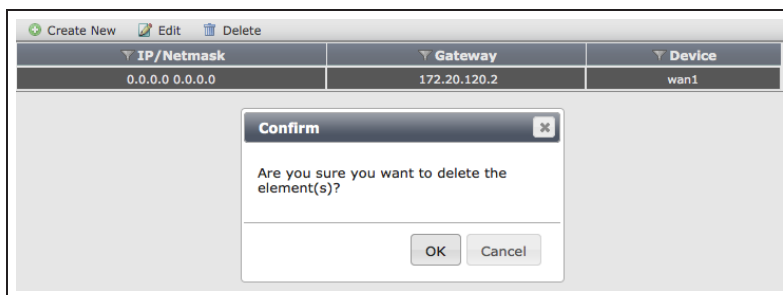 Create New Edit Delete
IP/Netmask Gateway Device
0.0.0.0 0.0.0.0 172.20.120.2 wan1
Confirm
Are you sure you want to delete the
element(s)?
OK Cancel